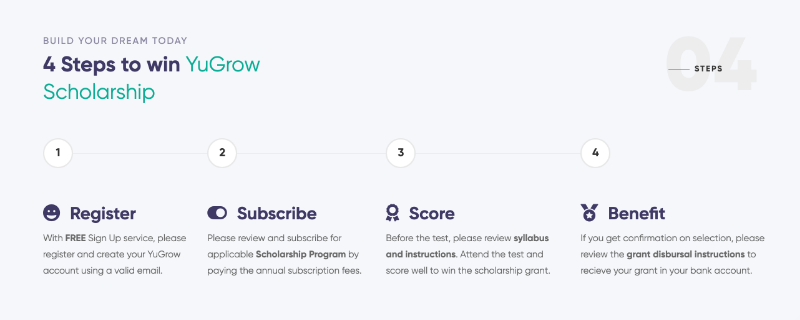 BUILD YOUR DREAM TODAY
4 Steps to win YuGrow
Scholarship
04
STEPS
1
2
3
4
Register
With FREE Sign Up service, please
register and create your YuGrow
account using a valid email.
Subscribe
Please review and subscribe for
applicable Scholarship Program by
paying the annual subscription fees.
Score
Before the test, please review syllabus
and instructions. Attend the test and
score well to win the scholarship grant.
Benefit
If you get confirmation on selection, please
review the grant disbursal instructions to
recieve your grant in your bank account.